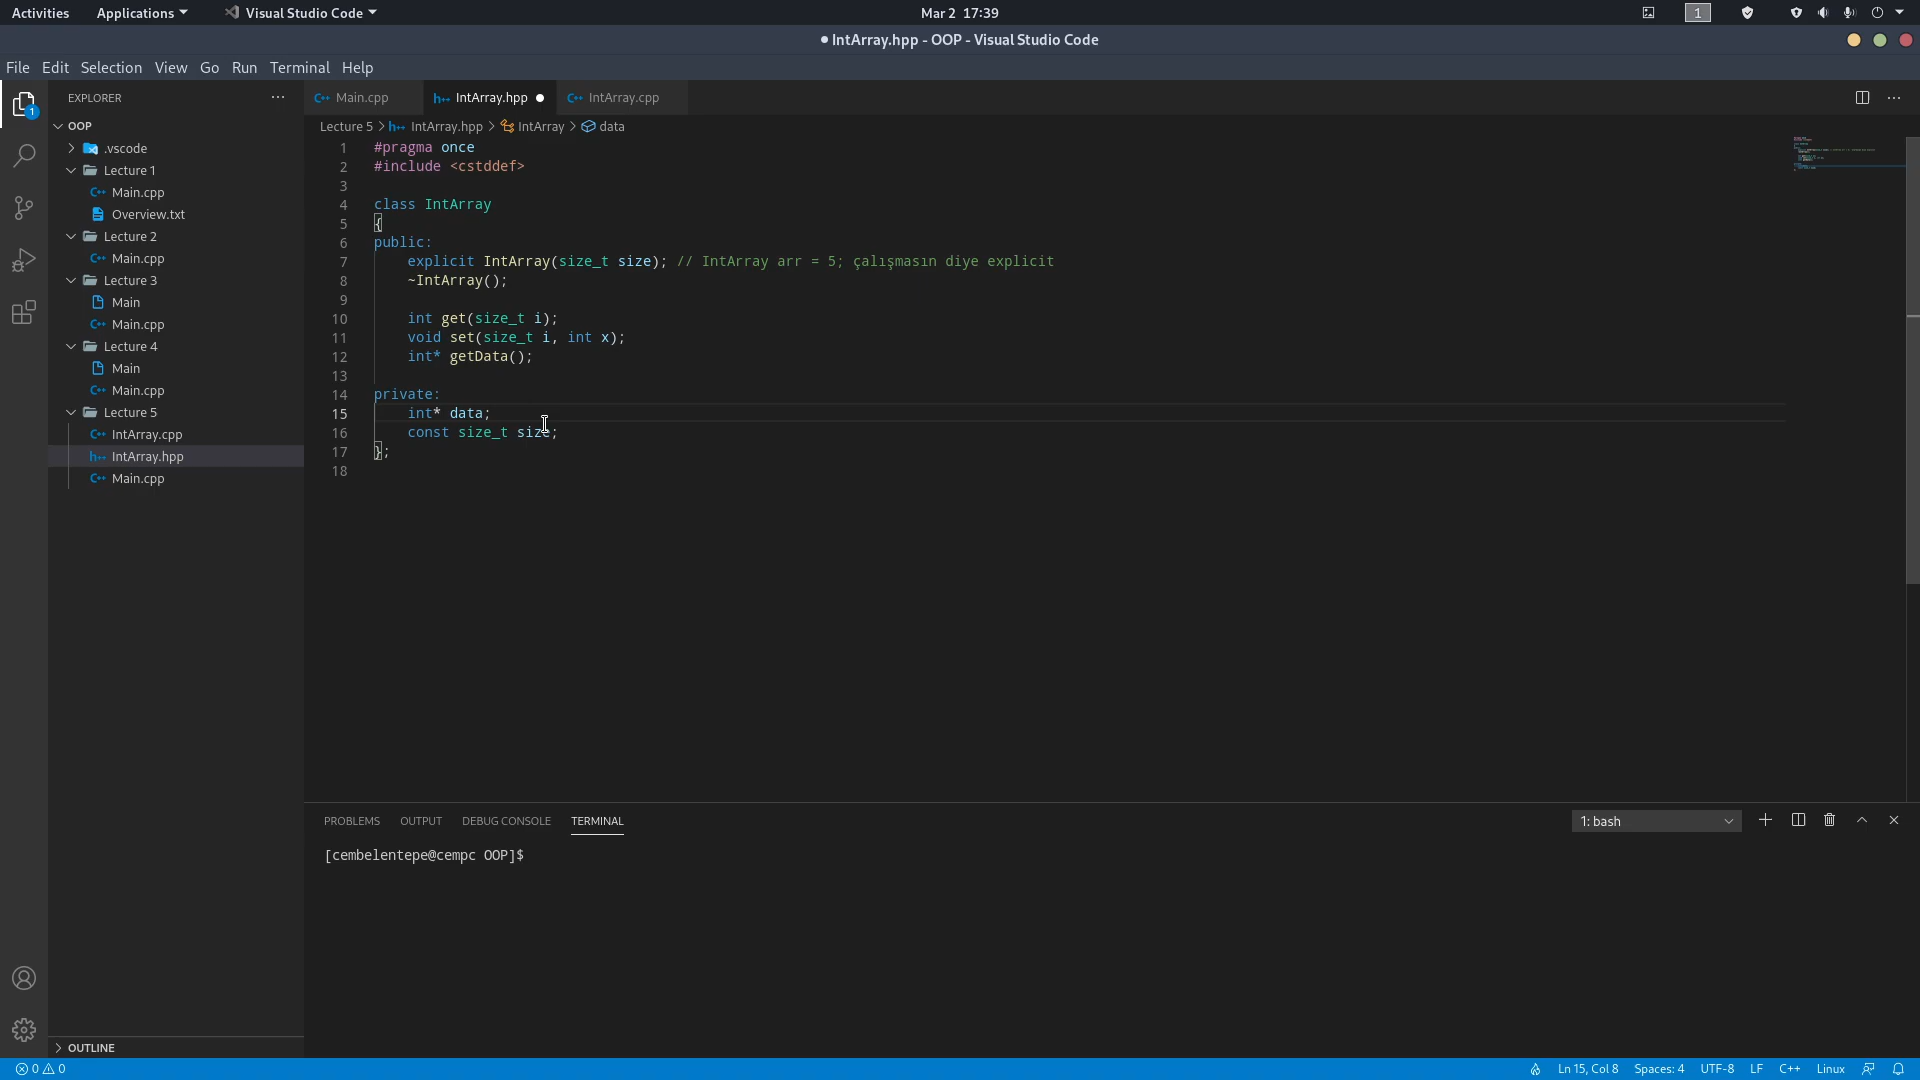 Activities Applications Visual Studio Code Mar 2 17:39 1
● IntArray.hpp - OOP - Visual Studio Code
File Edit Selection View Go Run Terminal Help
EXPLORER
OOP
.vscode
Lecture 1
Main.cpp
Overview.txt
Lecture 2
Main.cpp
Lecture 3
Main
Main.cpp
Lecture 4
Main
Main.cpp
Lecture 5
IntArray.cpp
IntArray.hpp
Main.cpp
OUTLINE
Main.cpp IntArray.hpp IntArray.cpp
Lecture 5 > IntArray.hpp > IntArray > data
1 #pragma once
2 #include <cstddef>
3
4 class IntArray
5 {
6 public:
7 explicit IntArray(size_t size); // IntArray arr = 5; çalışmasın diye explicit
8 ~IntArray();
9
10 int get(size_t i);
11 void set(size_t i, int x);
12 int* getData();
13
14 private:
15 int* data;
16 const size_t size;
17 };
18
PROBLEMS OUTPUT DEBUG CONSOLE TERMINAL 1: bash
[cembelentepe@cempc OOP]$
0 0 Ln 15, Col 8 Spaces: 4 UTF-8 LF C++ Linux